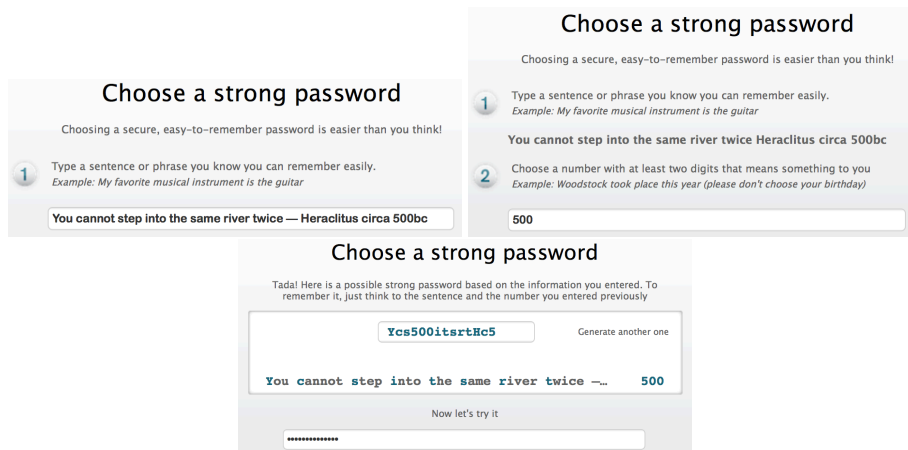 Choose a strong password
Choosing a secure, easy-to-remember password is easier than you think!
1
Type a sentence or phrase you know you can remember easily.
Example: My favorite musical instrument is the guitar
You cannot step into the same river twice — Heraclitus circa 500bc
Choose a strong password
Choosing a secure, easy-to-remember password is easier than you think!
1
Type a sentence or phrase you know you can remember easily.
Example: My favorite musical instrument is the guitar
You cannot step into the same river twice Heraclitus circa 500bc
2
Choose a number with at least two digits that means something to you
Example: Woodstock took place this year (please don't choose your birthday)
500
Choose a strong password
Tada! Here is a possible strong password based on the information you entered. To
remember it, just think to the sentence and the number you entered previously
Ycs500itsrtHc5
Generate another one
You cannot step into the same river twice —… 500
Now let's try it
••••••••••••••